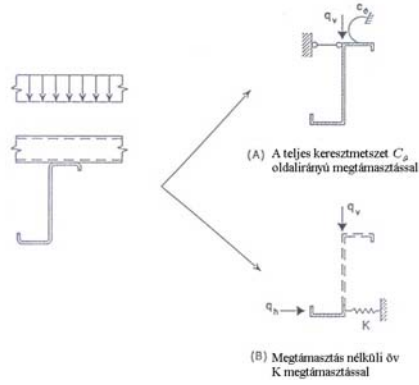 q_v
C_ϑ
(A) A teljes keresztmetszet C_ϑ
oldalirányú megtámasztással
q_v
q_h
K
(B) Megtámasztás nélküli öv
K megtámasztással